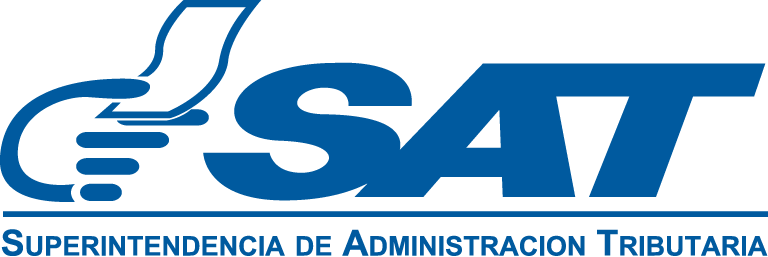 SAT
SUPERINTENDENCIA DE ADMINISTRACION TRIBUTARIA